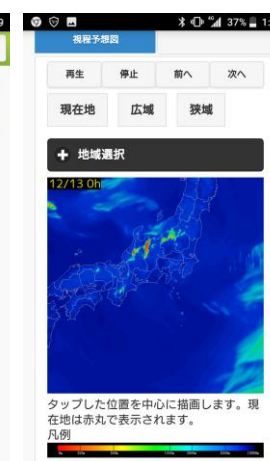 4G 37% 1:
視程予想図
再生 停止 前へ 次へ
現在地 広域 狭域
地域選択
12/13 0h
タップした位置を中心に描画します。現
在地は赤丸で表示されます。
凡例